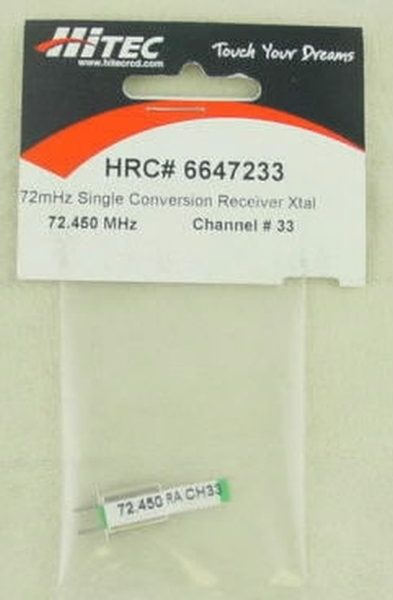 HiTEC
www.hitecrcd.com
Touch Your Dreams
HRC# 6647233
72mHz Single Conversion Receiver Xtal
72.450 MHz Channel # 33
72.450 RA CH33